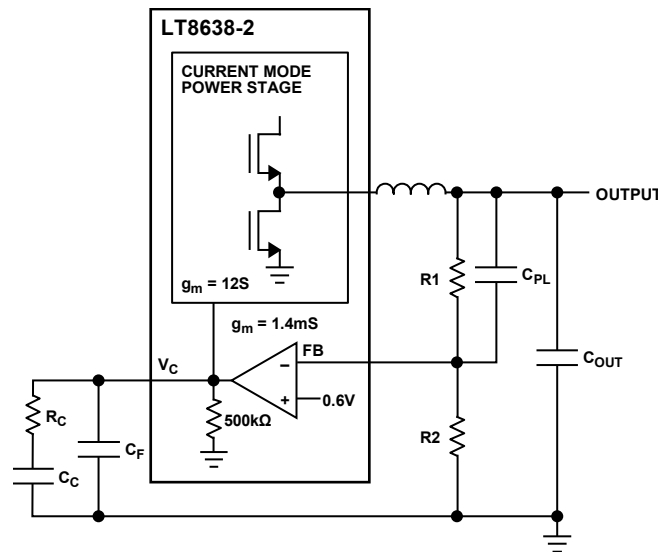 LT8638-2
CURRENT MODE
POWER STAGE
OUTPUT
gm = 12S
R1
CPL
gm = 1.4mS
VC
FB
COUT
–
+
0.6V
RC
500kΩ
R2
CF
CC